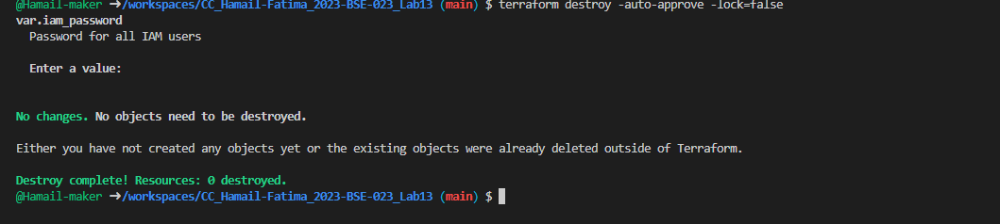 @Hamail-maker ➜/workspaces/CC_Hamail-Fatima_2023-BSE-023_Lab13 (main) $ terraform destroy -auto-approve -lock=false
var.iam_password
  Password for all IAM users

  Enter a value:

No changes. No objects need to be destroyed.

Either you have not created any objects yet or the existing objects were already deleted outside of Terraform.

Destroy complete! Resources: 0 destroyed.
@Hamail-maker ➜/workspaces/CC_Hamail-Fatima_2023-BSE-023_Lab13 (main) $